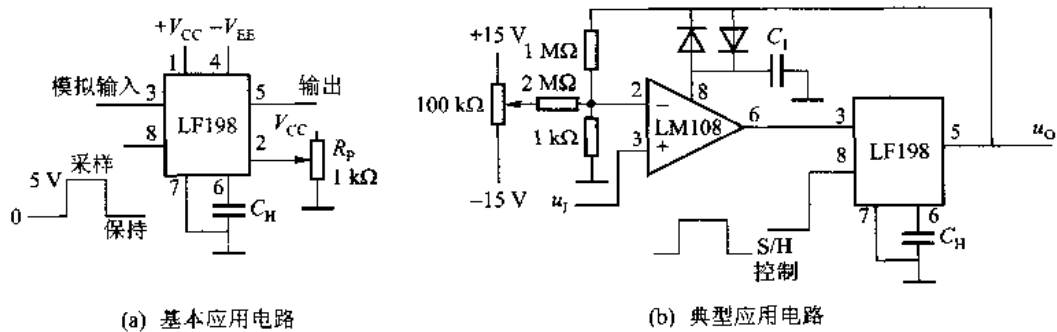 +V_CC -V_EE
1 4
模拟输入 3
5 输出
8
V_CC
2
R_P
1 kΩ
采样
5 V
0
保持
7 6
C_H
LF198
(a) 基本应用电路
+15 V
1 MΩ
2 MΩ
100 kΩ
1 kΩ
-15 V
u_I
2 −
3 +
LM108
8
6
C_1
3
8
LF198
5
u_O
7 6
C_H
S/H
控制
(b) 典型应用电路